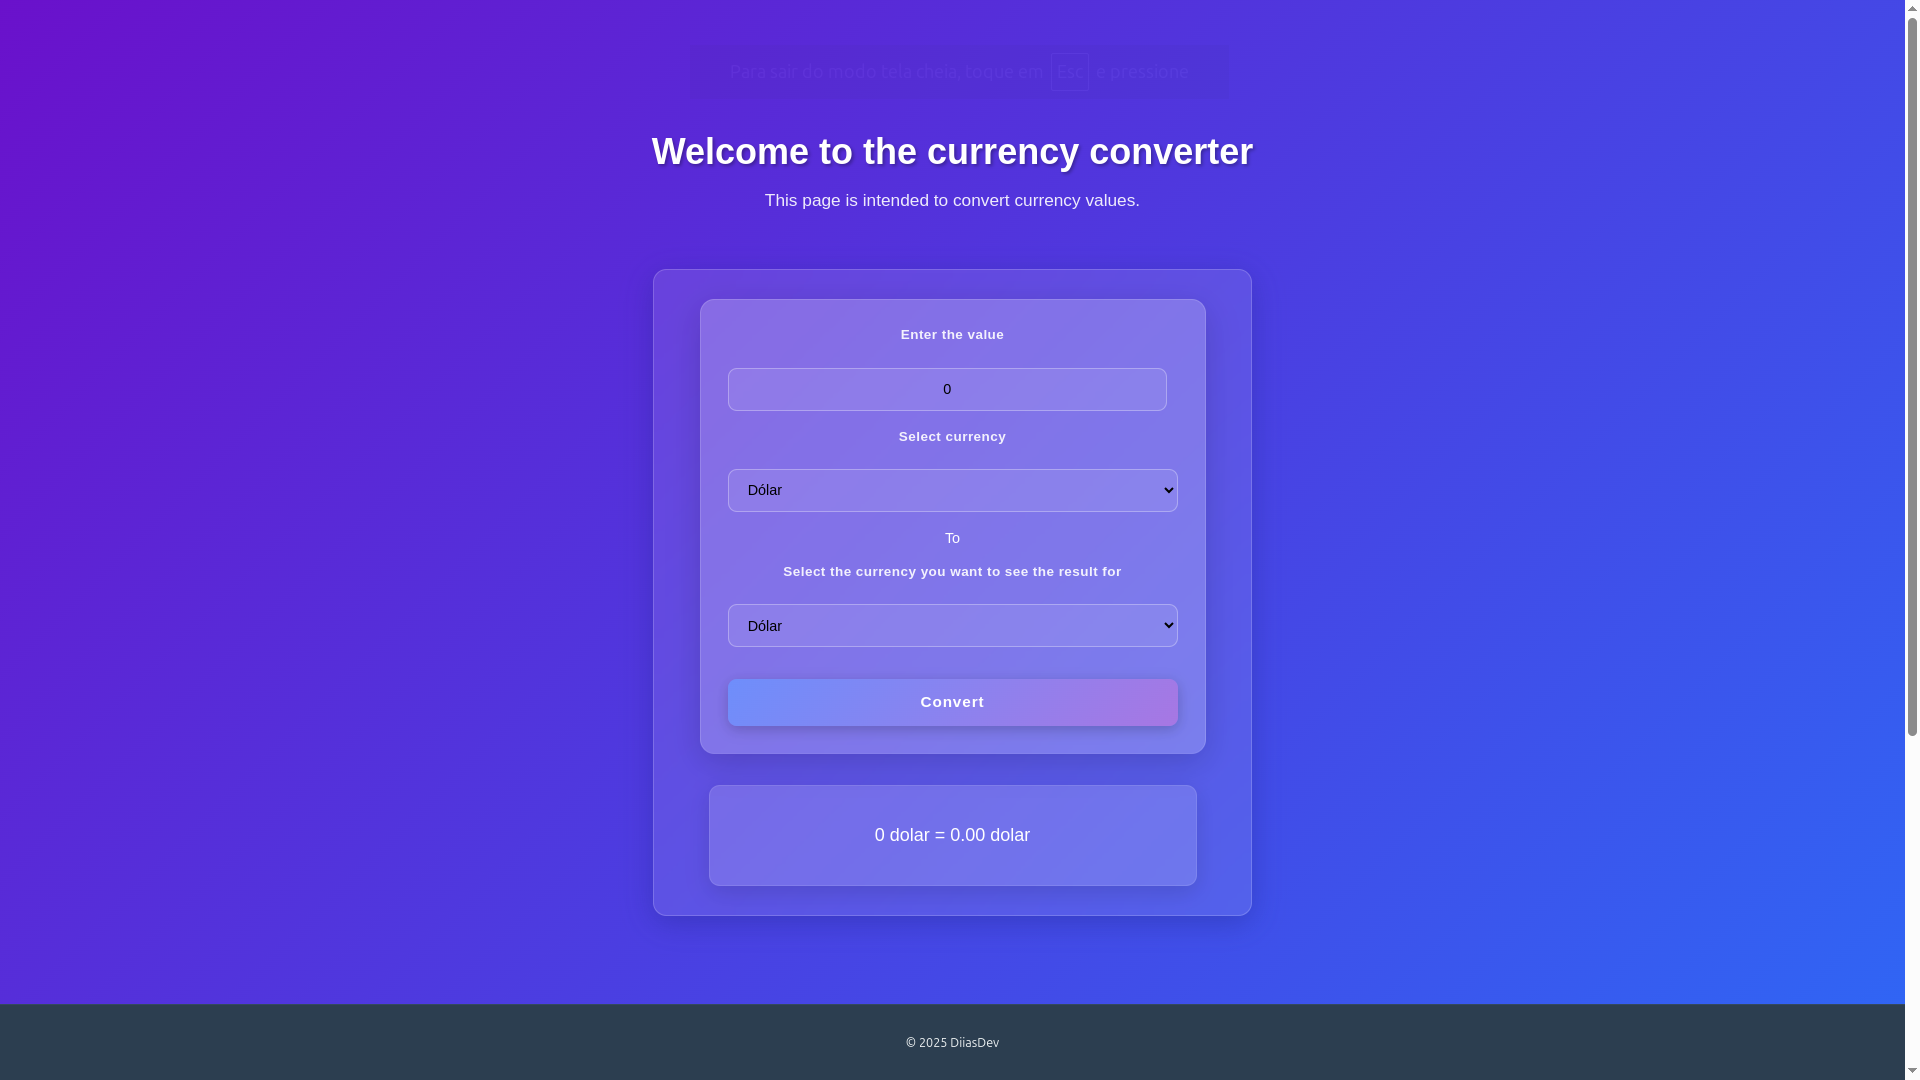 Para sair do modo tela cheia, toque em Esc e pressione
Welcome to the currency converter
This page is intended to convert currency values.
Enter the value
0
Select currency
Dólar
To
Select the currency you want to see the result for
Dólar
Convert
0 dolar = 0.00 dolar
© 2025 DiiasDev